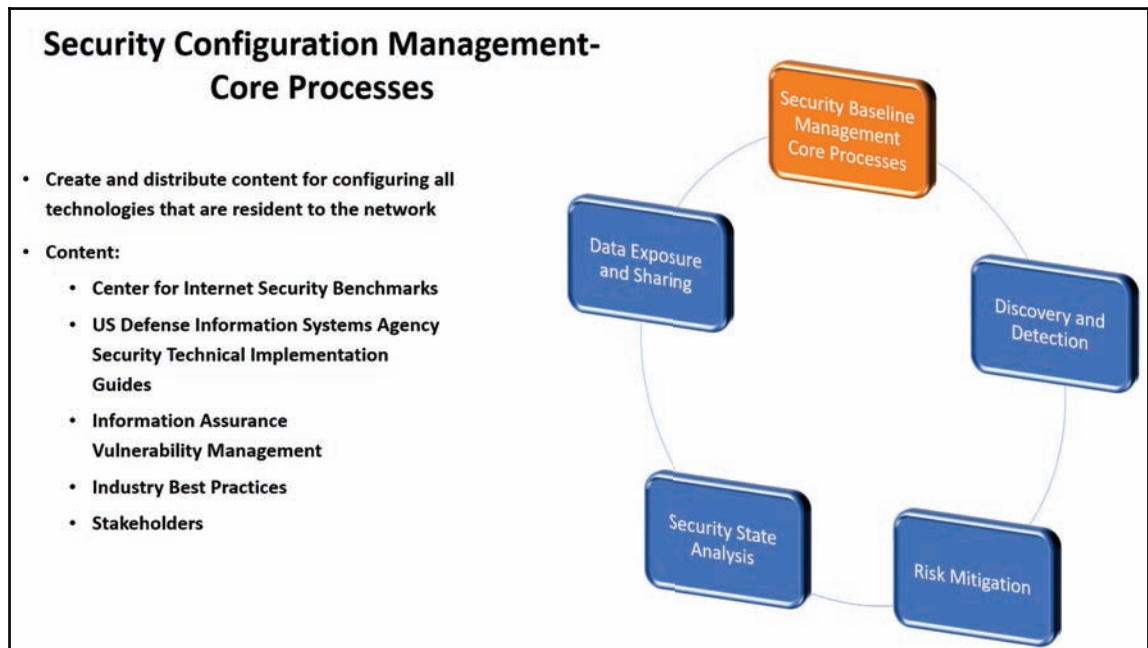 Security Configuration Management-
Core Processes
• Create and distribute content for configuring all
technologies that are resident to the network
• Content:
• Center for Internet Security Benchmarks
• US Defense Information Systems Agency
Security Technical Implementation
Guides
• Information Assurance
Vulnerability Management
• Industry Best Practices
• Stakeholders
Security Baseline
Management
Core Processes
Discovery and
Detection
Risk Mitigation
Security State
Analysis
Data Exposure
and Sharing